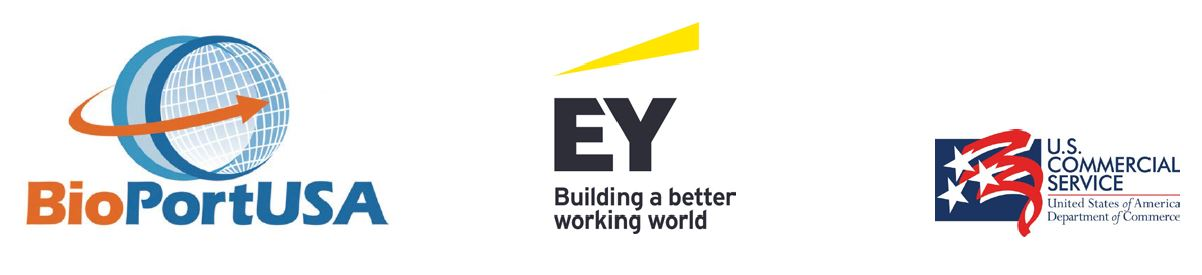 BioPortUSA
EY
Building a better
working world
U.S.
COMMERCIAL
SERVICE
United States of America
Department of Commerce